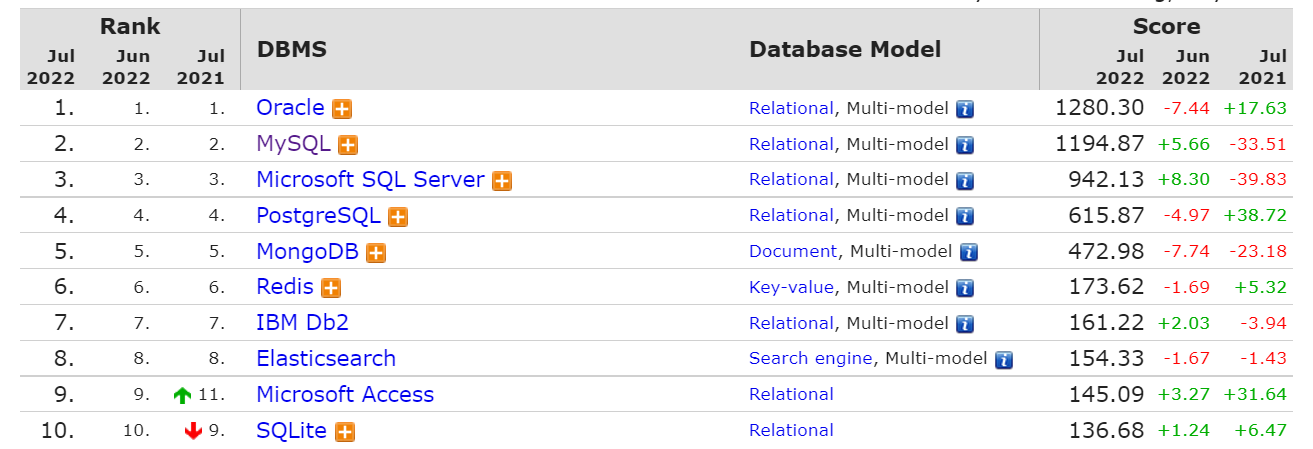 Rank Score
Jul Jun Jul DBMS Database Model Jul Jun Jul
2022 2022 2021 2022 2022 2021
1. 1. 1. Oracle Relational, Multi-model 1280.30 -7.44 +17.63
2. 2. 2. MySQL Relational, Multi-model 1194.87 +5.66 -33.51
3. 3. 3. Microsoft SQL Server Relational, Multi-model 942.13 +8.30 -39.83
4. 4. 4. PostgreSQL Relational, Multi-model 615.87 -4.97 +38.72
5. 5. 5. MongoDB Document, Multi-model 472.98 -7.74 -23.18
6. 6. 6. Redis Key-value, Multi-model 173.62 -1.69 +5.32
7. 7. 7. IBM Db2 Relational, Multi-model 161.22 +2.03 -3.94
8. 8. 8. Elasticsearch Search engine, Multi-model 154.33 -1.67 -1.43
9. 9. 11. Microsoft Access Relational 145.09 +3.27 +31.64
10. 10. 9. SQLite Relational 136.68 +1.24 +6.47